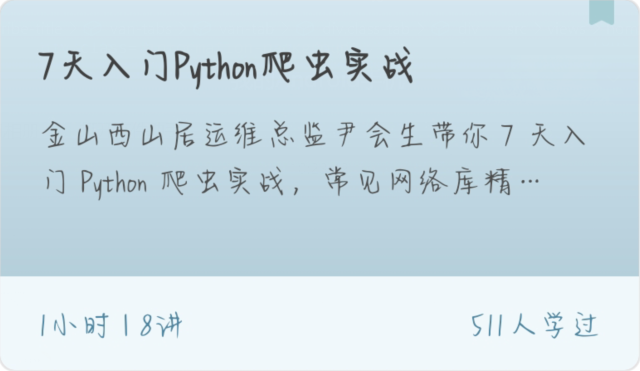 7天入门Python爬虫实战
金山西山居运维总监尹会生带你 7 天入
门 Python 爬虫实战，常见网络库精…
1小时 18讲
511人学过